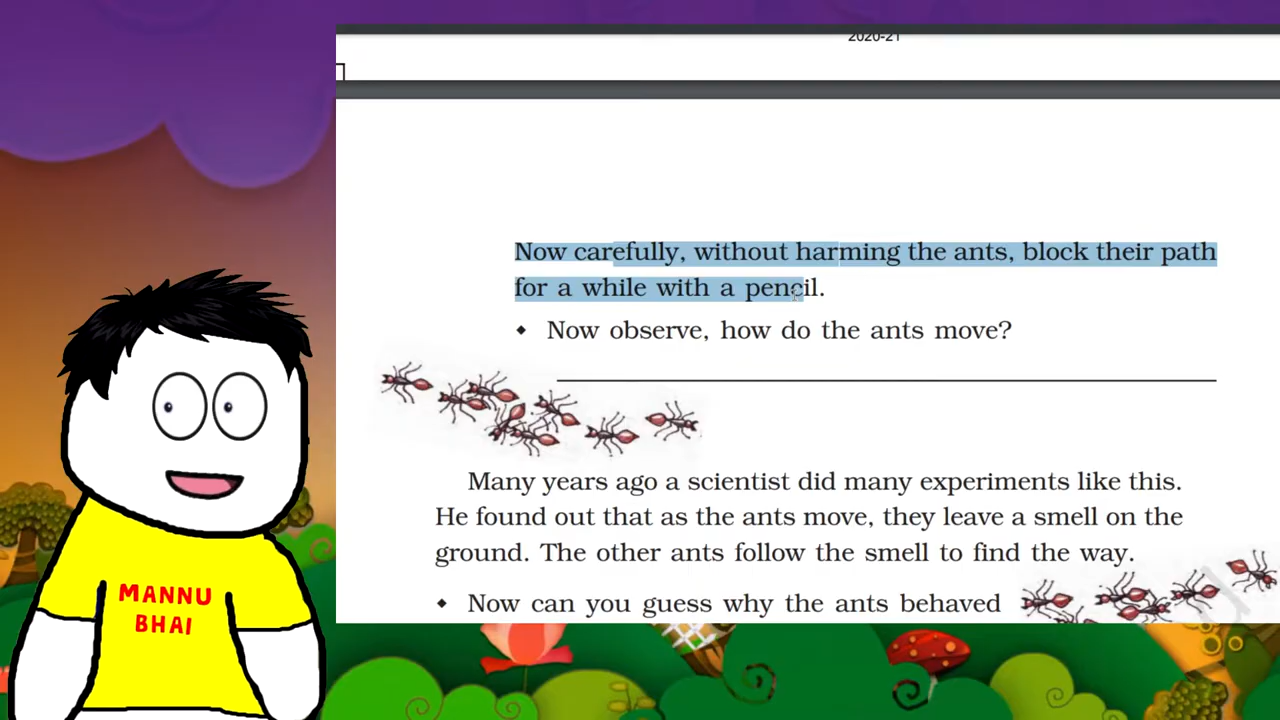 2020-21
Now carefully, without harming the ants, block their path
for a while with a pencil.
◆ Now observe, how do the ants move?
Many years ago a scientist did many experiments like this.
He found out that as the ants move, they leave a smell on the
ground. The other ants follow the smell to find the way.
◆ Now can you guess why the ants behaved
MANNU
BHAI